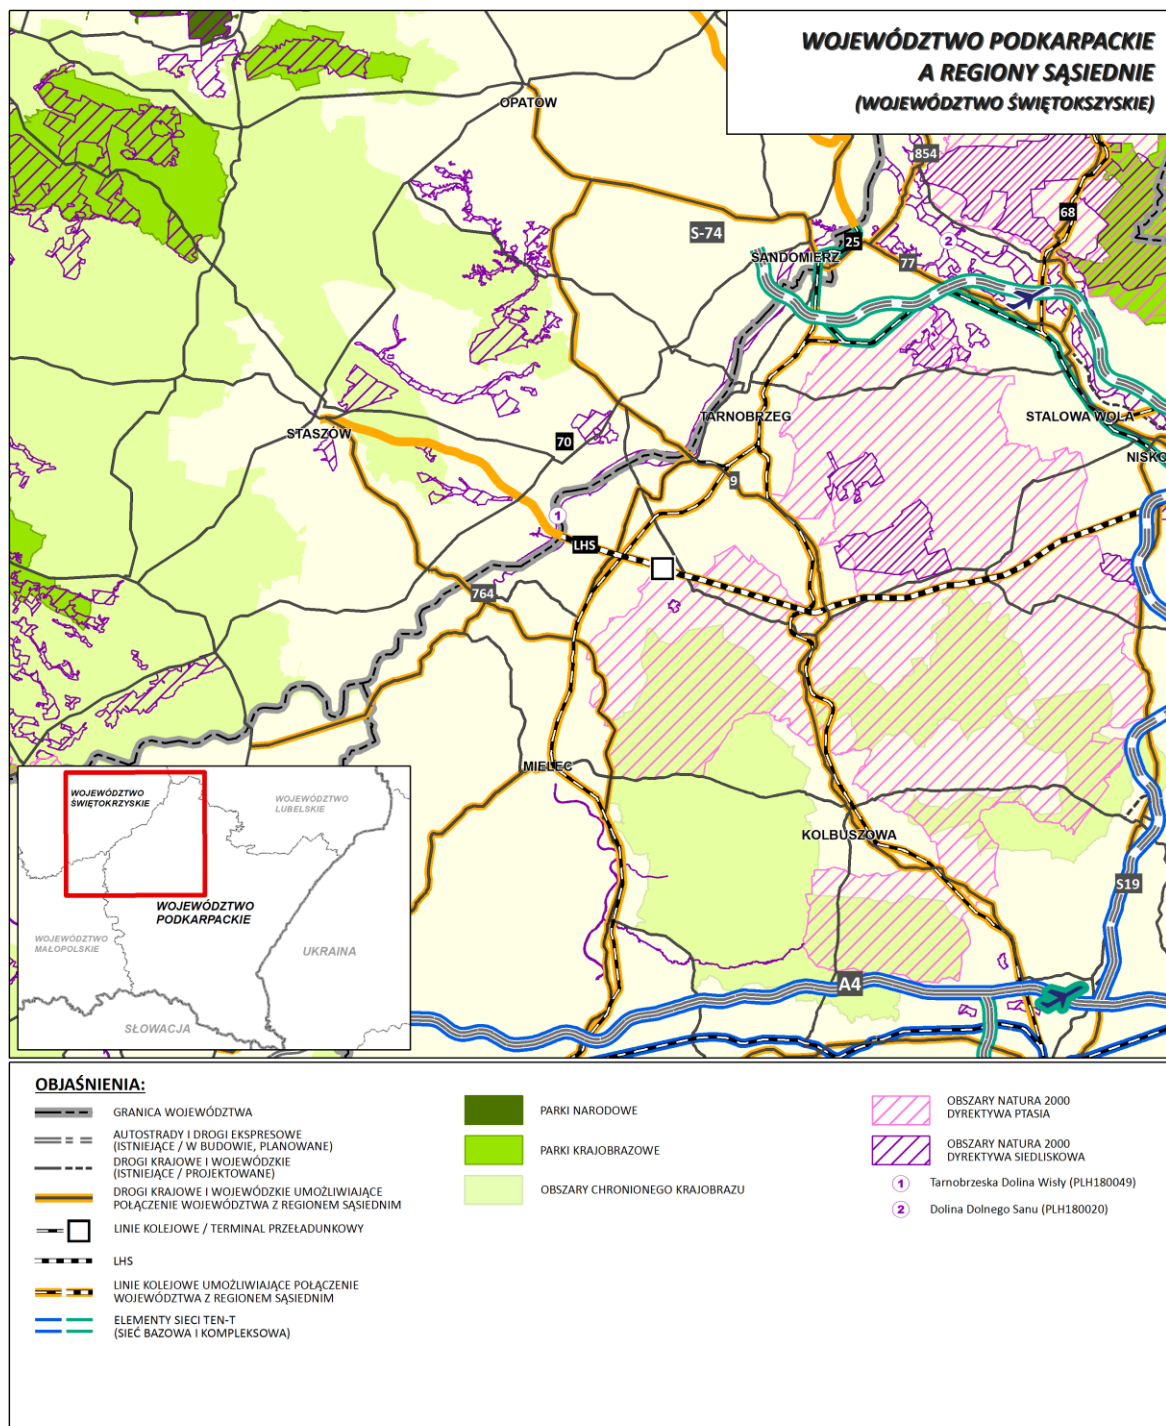 WOJEWÓDZTWO PODKARPACKIE
A REGIONY SĄSIEDNIE
(WOJEWÓDZTWO ŚWIĘTOKSZYSKIE)
OPATÓW
854
68
S-74
25
2
SANDOMIERZ
77
TARNOBRZEG
STALOWA WOLA
STASZÓW
70
NISKO
9
1
LHS
764
MIELEC
KOLBUSZOWA
S19
A4
WOJEWÓDZTWO
ŚWIĘTOKRZYSKIE
WOJEWÓDZTWO
LUBELSKIE
WOJEWÓDZTWO
PODKARPACKIE
WOJEWÓDZTWO
MAŁOPOLSKIE
UKRAINA
SŁOWACJA
OBJAŚNIENIA:
GRANICA WOJEWÓDZTWA
AUTOSTRADY I DROGI EKSPRESOWE
(ISTNIEJĄCE / W BUDOWIE, PLANOWANE)
DROGI KRAJOWE I WOJEWÓDZKIE
(ISTNIEJĄCE / PROJEKTOWANE)
DROGI KRAJOWE I WOJEWÓDZKIE UMOŻLIWIAJĄCE
POŁĄCZENIE WOJEWÓDZTWA Z REGIONEM SĄSIEDNIM
LINIE KOLEJOWE / TERMINAL PRZEŁADUNKOWY
LHS
LINIE KOLEJOWE UMOŻLIWIAJĄCE POŁĄCZENIE
WOJEWÓDZTWA Z REGIONEM SĄSIEDNIM
ELEMENTY SIECI TEN-T
(SIEĆ BAZOWA I KOMPLEKSOWA)
PARKI NARODOWE
PARKI KRAJOBRAZOWE
OBSZARY CHRONIONEGO KRAJOBRAZU
OBSZARY NATURA 2000
DYREKTYWA PTASIA
OBSZARY NATURA 2000
DYREKTYWA SIEDLISKOWA
1 Tarnobrzeska Dolina Wisły (PLH180049)
2 Dolina Dolnego Sanu (PLH180020)